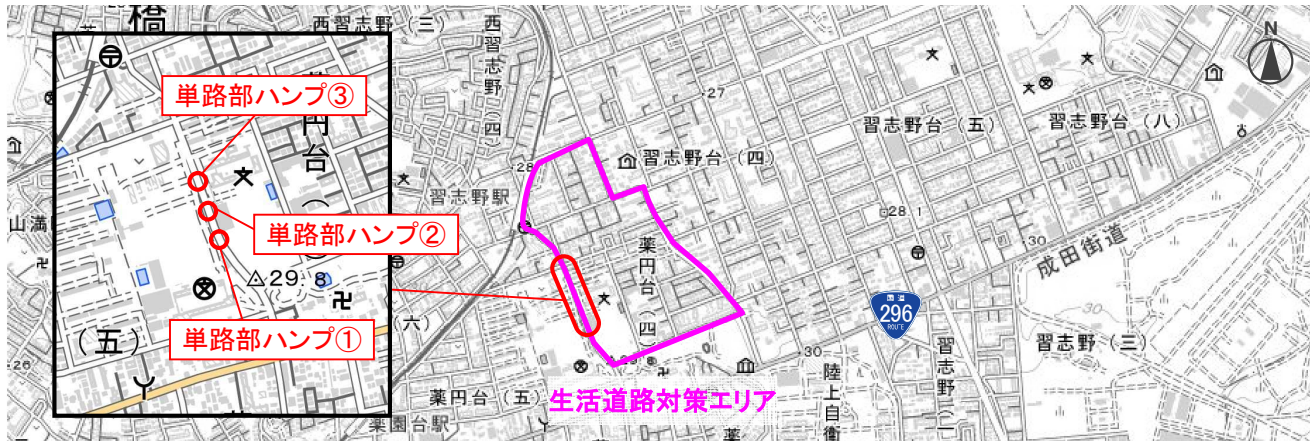 橋
西習志野(三)
西習志野(四)
単路部ハンプ③
薬円台(
単路部ハンプ②
29.8
単路部ハンプ①
(五)
26
山満
(六)
習志野駅
28
27
習志野台(四)
習志野台(五)
習志野台(八)
N
28.1
30
成田街道
国道
296
ROUTE
30
薬円台(四)
習志野(三)
習志野(二
30
陸上自衛
薬円台(五)
生活道路対策エリア
薬園台駅
薬